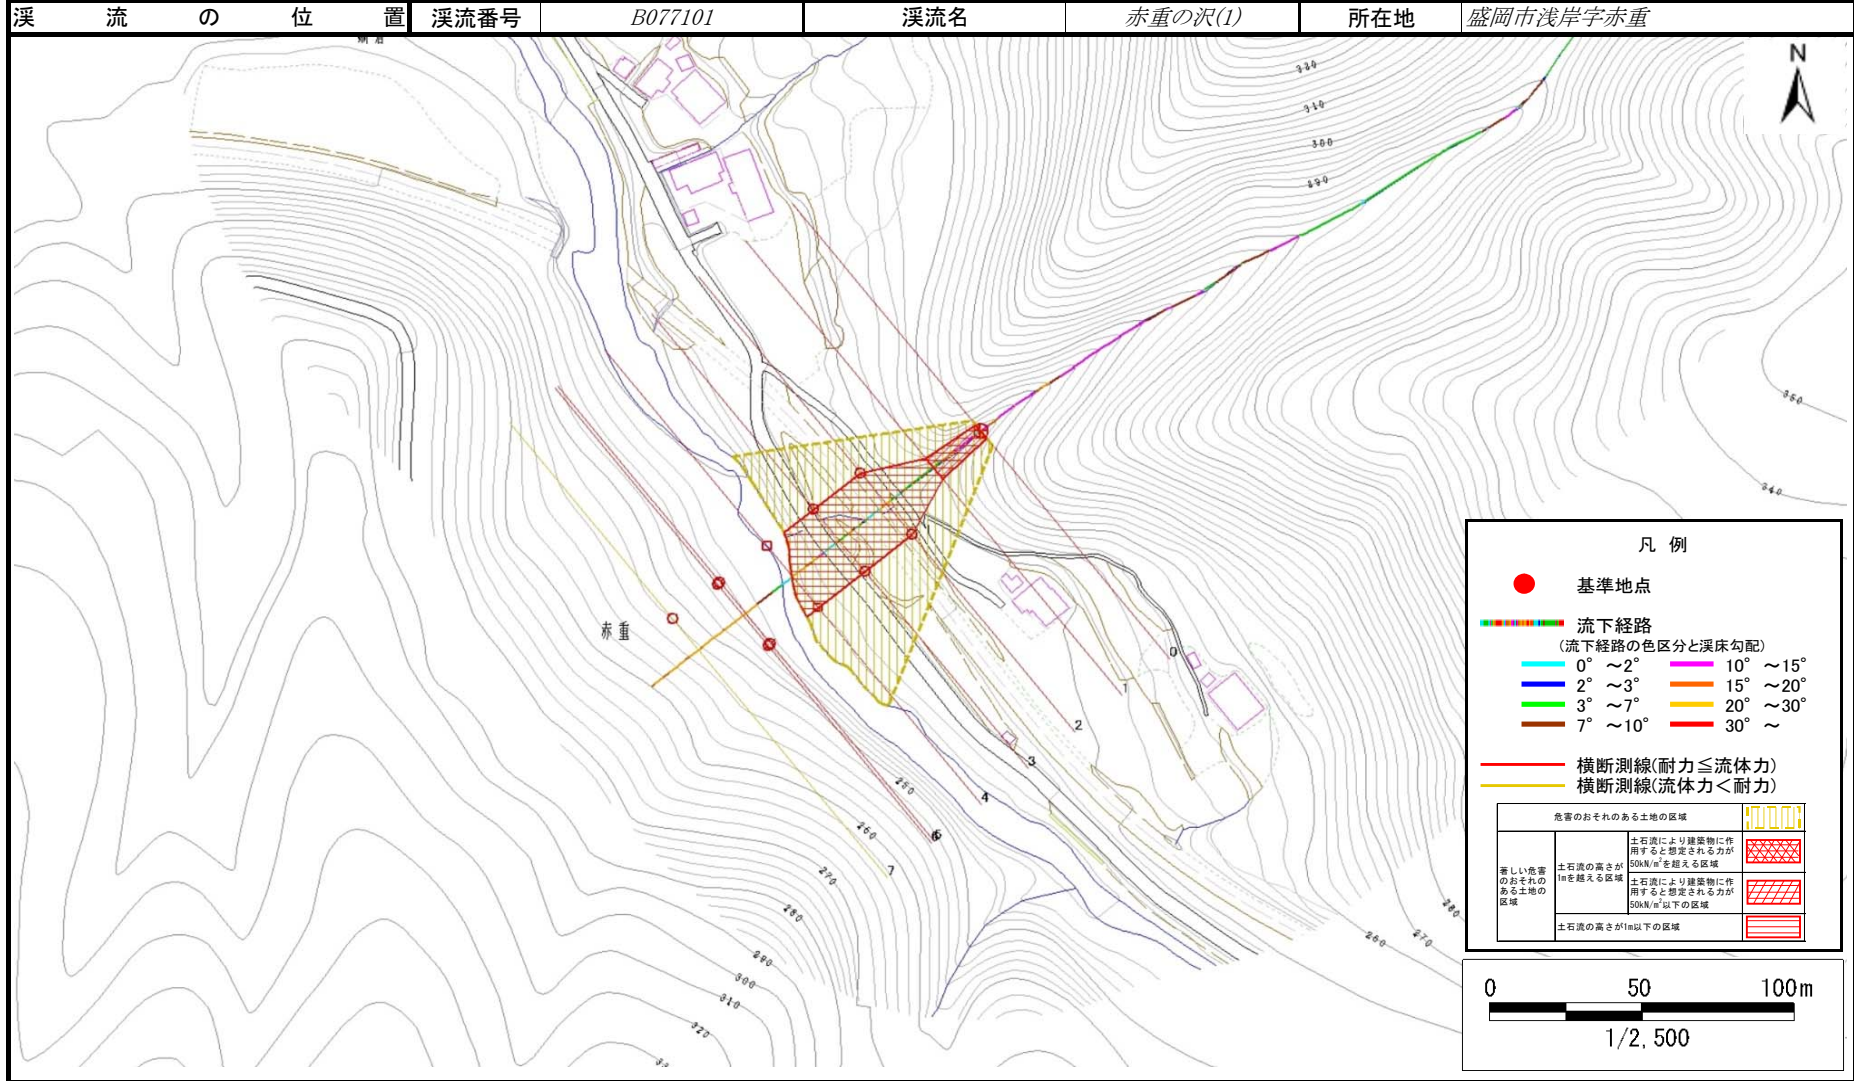 渓流の位置 渓流番号 B077101 渓流名 赤重の沢(1) 所在地 盛岡市浅岸字赤重
N
330
310
300
290
350
340
赤重
0
1
2
3
4
6
7
250
260
270
280
290
300
310
320
280
270
260
凡 例
基準地点
流下経路
(流下経路の色区分と渓床勾配)
0° ～2° 10° ～15°
2° ～3° 15° ～20°
3° ～7° 20° ～30°
7° ～10° 30° ～
横断測線(耐力≦流体力)
横断測線(流体力＜耐力)
危害のおそれのある土地の区域
著しい危害
のおそれの
ある土地の
区域
土石流の高さが
1mを越える区域
土石流により建築物に作
用すると想定される力が
50kN/m²を超える区域
土石流により建築物に作
用すると想定される力が
50kN/m²以下の区域
土石流の高さが1m以下の区域
0 50 100m
1/2,500